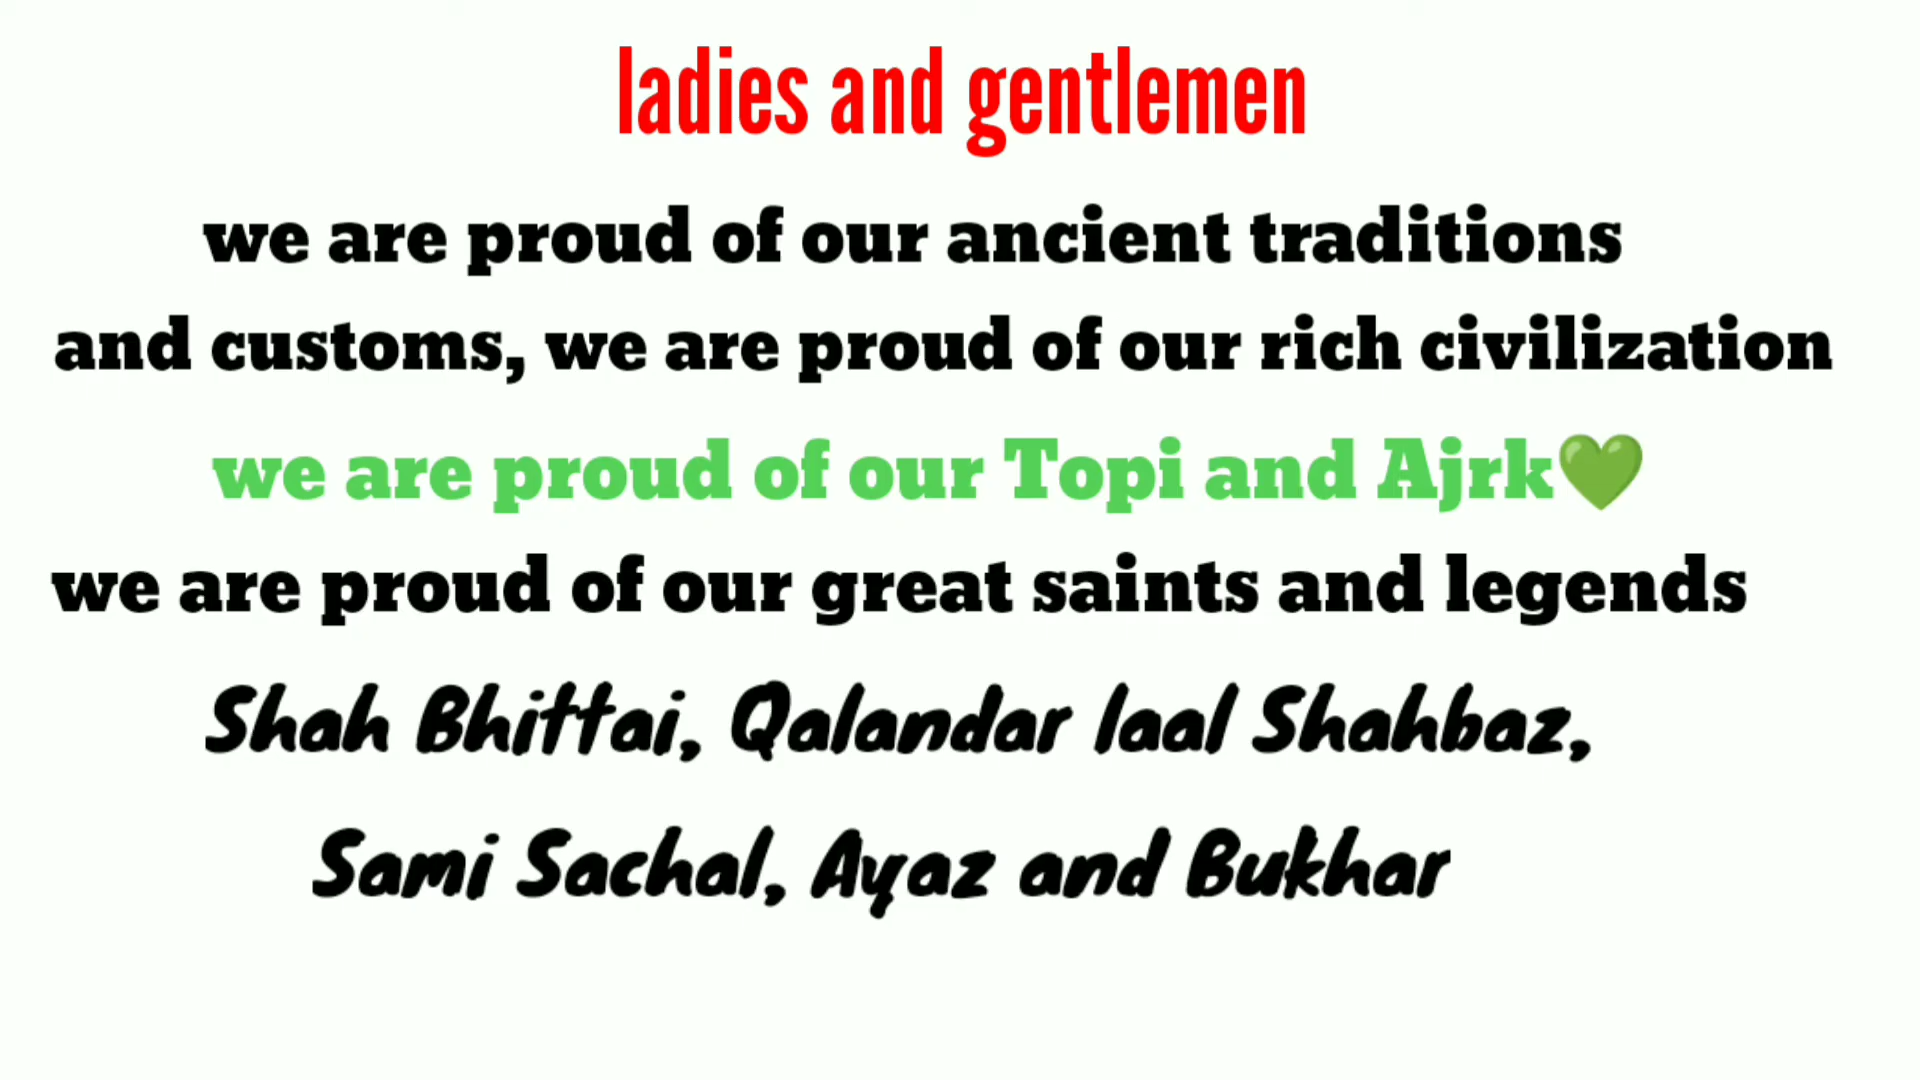 ladies and gentlemen
we are proud of our ancient traditions
and customs, we are proud of our rich civilization
we are proud of our Topi and Ajrk💚
we are proud of our great saints and legends
Shah Bhittai, Qalandar laal Shahbaz,
Sami Sachal, Ayaz and Bukhar